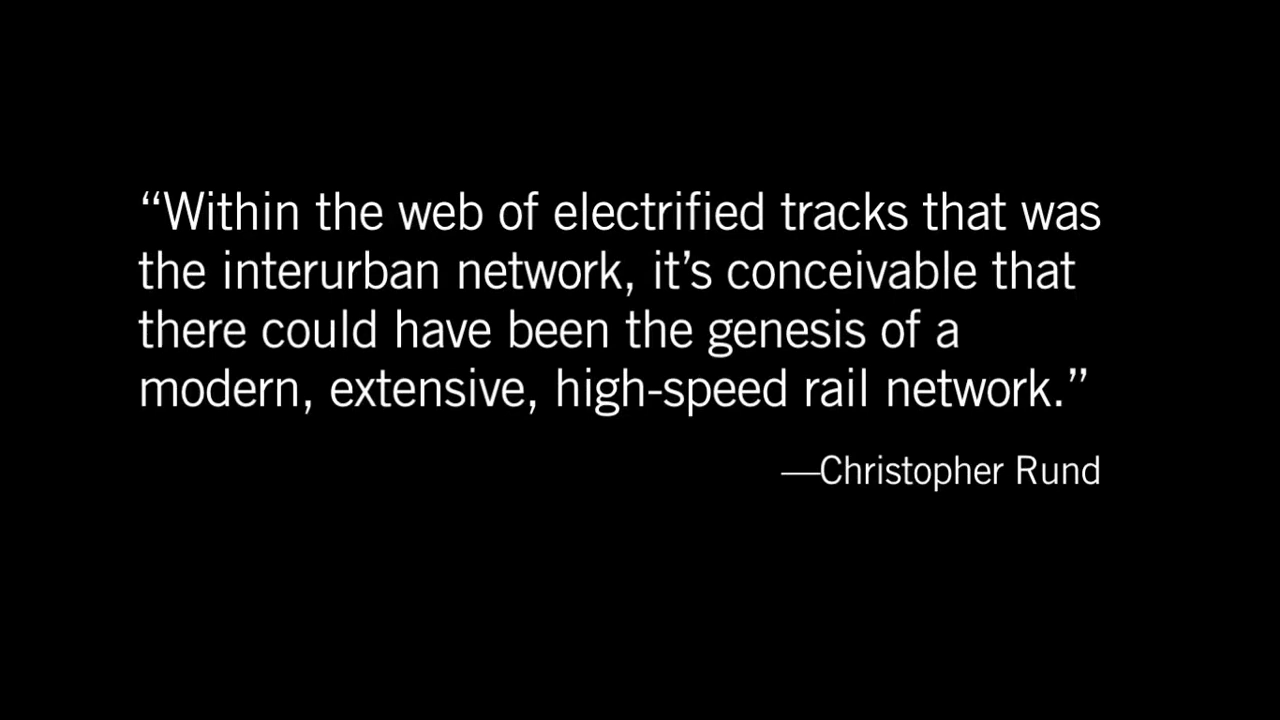 “Within the web of electrified tracks that was
the interurban network, it’s conceivable that
there could have been the genesis of a
modern, extensive, high-speed rail network.”
—Christopher Rund